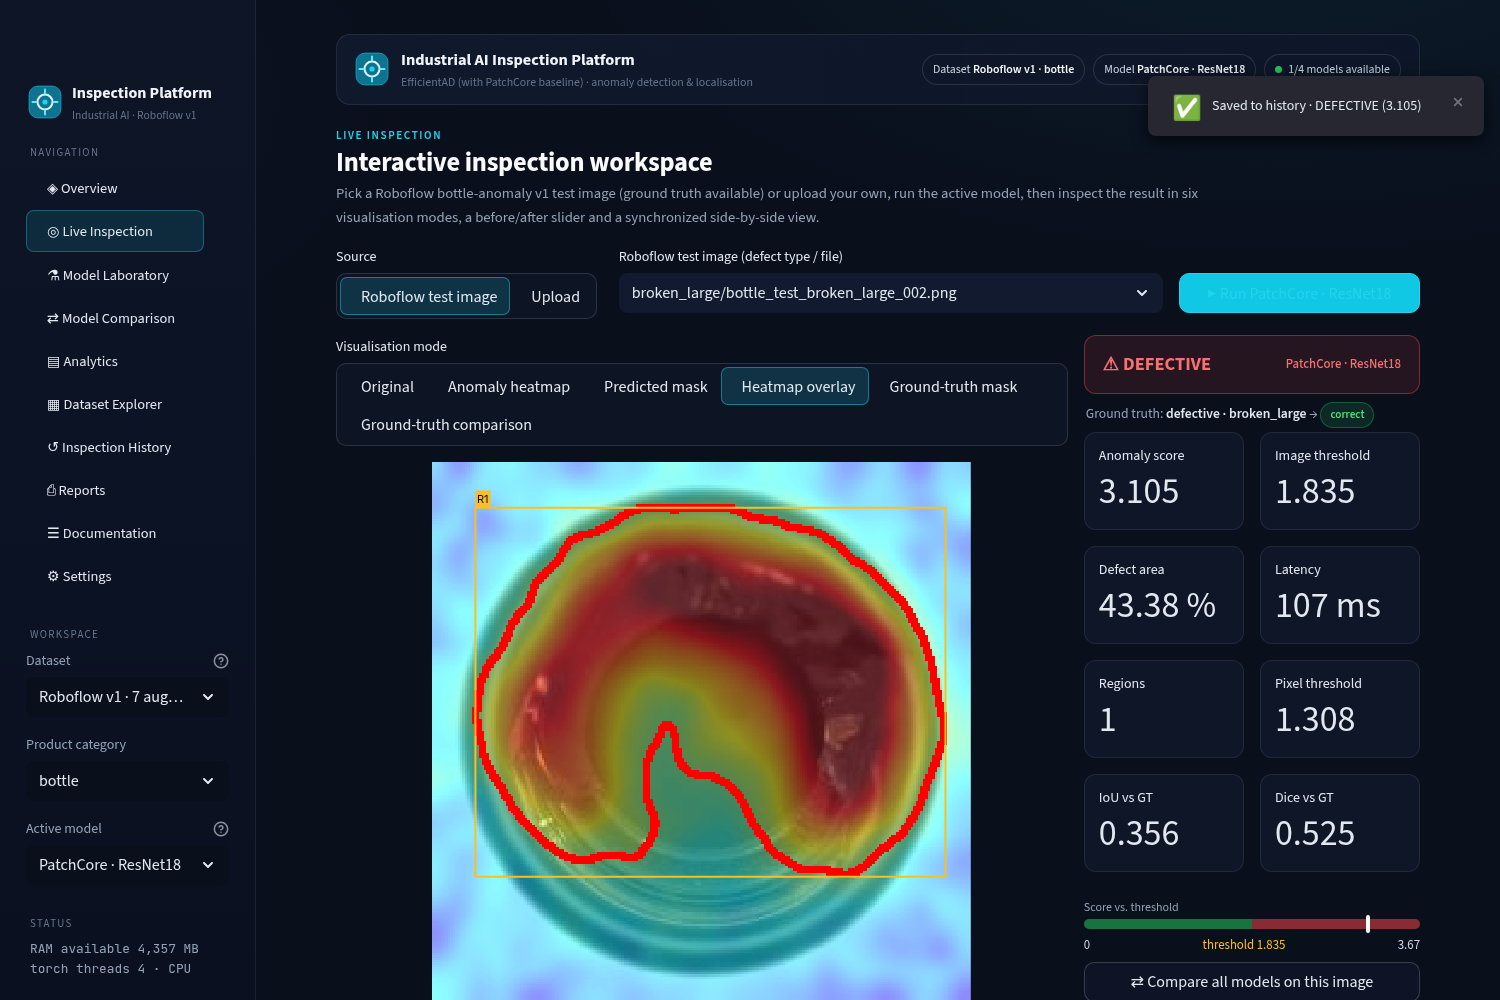 Inspection Platform
Industrial AI · Roboflow v1
NAVIGATION
◈ Overview
◎ Live Inspection
⚗ Model Laboratory
⇄ Model Comparison
▤ Analytics
▦ Dataset Explorer
↺ Inspection History
⎙ Reports
☰ Documentation
⚙ Settings
WORKSPACE
Dataset
Roboflow v1 · 7 aug...
Product category
bottle
Active model
PatchCore · ResNet18
STATUS
RAM available 4,357 MB
torch threads 4 · CPU
Industrial AI Inspection Platform
EfficientAD (with PatchCore baseline) · anomaly detection & localisation
Dataset Roboflow v1 · bottle
Model PatchCore · ResNet18
1/4 models available
✅ Saved to history · DEFECTIVE (3.105) ×
LIVE INSPECTION
Interactive inspection workspace
Pick a Roboflow bottle-anomaly v1 test image (ground truth available) or upload your own, run the active model, then inspect the result in six
visualisation modes, a before/after slider and a synchronized side-by-side view.
Source
Roboflow test image
Upload
Roboflow test image (defect type / file)
broken_large/bottle_test_broken_large_002.png
▸ Run PatchCore · ResNet18
Visualisation mode
Original
Anomaly heatmap
Predicted mask
Heatmap overlay
Ground-truth mask
Ground-truth comparison
R1
⚠ DEFECTIVE
PatchCore · ResNet18
Ground truth: defective · broken_large → correct
Anomaly score
3.105
Image threshold
1.835
Defect area
43.38 %
Latency
107 ms
Regions
1
Pixel threshold
1.308
IoU vs GT
0.356
Dice vs GT
0.525
Score vs. threshold
0
threshold 1.835
3.67
⇄ Compare all models on this image